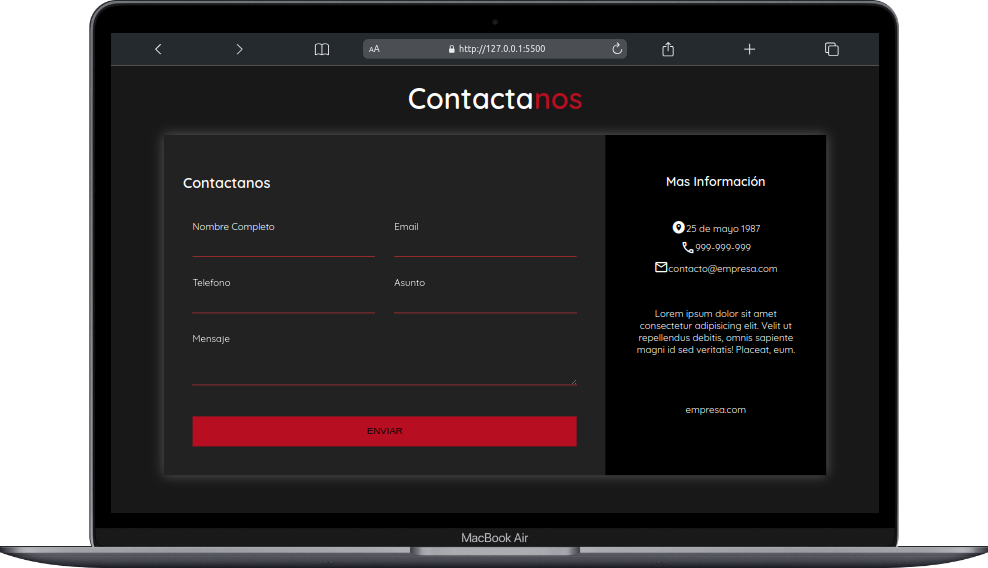 AA
http://127.0.0.1:5500
Contactanos
Contactanos
Nombre Completo
Email
Telefono
Asunto
Mensaje
ENVIAR
Mas Información
25 de mayo 1987
999-999-999
contacto@empresa.com
Lorem ipsum dolor sit amet
consectetur adipisicing elit. Velit ut
repellendus debitis, omnis sapiente
magni id sed veritatis! Placeat, eum.
empresa.com
MacBook Air